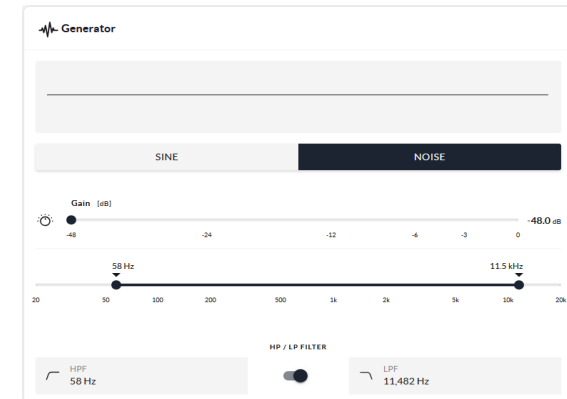 Generator
SINE NOISE
Gain [dB]
-48.0 dB
-48 -24 -12 -6 -3 0
58 Hz 11.5 kHz
20 50 100 200 500 1k 2k 5k 10k 20k
HP / LP FILTER
HPF
58 Hz
LPF
11,482 Hz